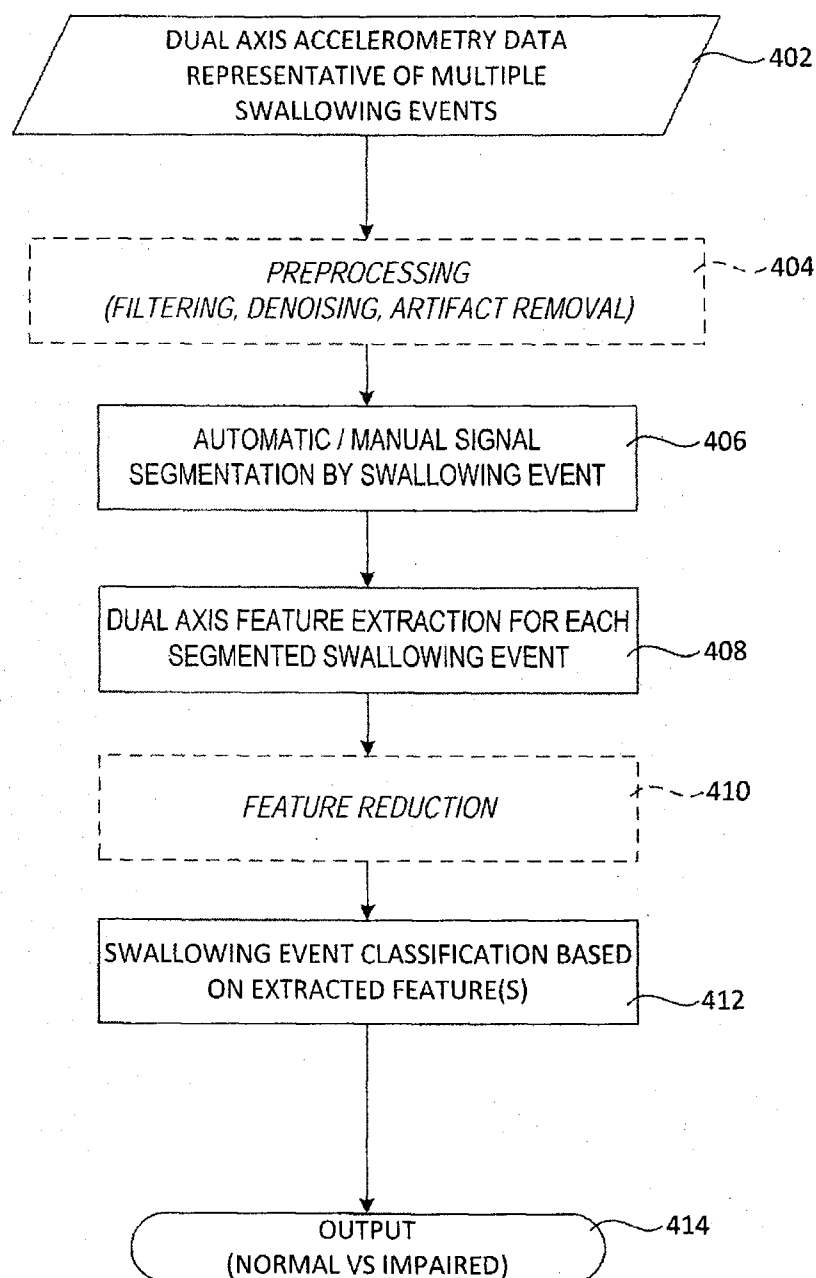 DUAL AXIS ACCELEROMETRY DATA
REPRESENTATIVE OF MULTIPLE
SWALLOWING EVENTS
402
PREPROCESSING
(FILTERING, DENOISING, ARTIFACT REMOVAL)
404
AUTOMATIC / MANUAL SIGNAL
SEGMENTATION BY SWALLOWING EVENT
406
DUAL AXIS FEATURE EXTRACTION FOR EACH
SEGMENTED SWALLOWING EVENT
408
FEATURE REDUCTION
410
SWALLOWING EVENT CLASSIFICATION BASED
ON EXTRACTED FEATURE(S)
412
OUTPUT
(NORMAL VS IMPAIRED)
414